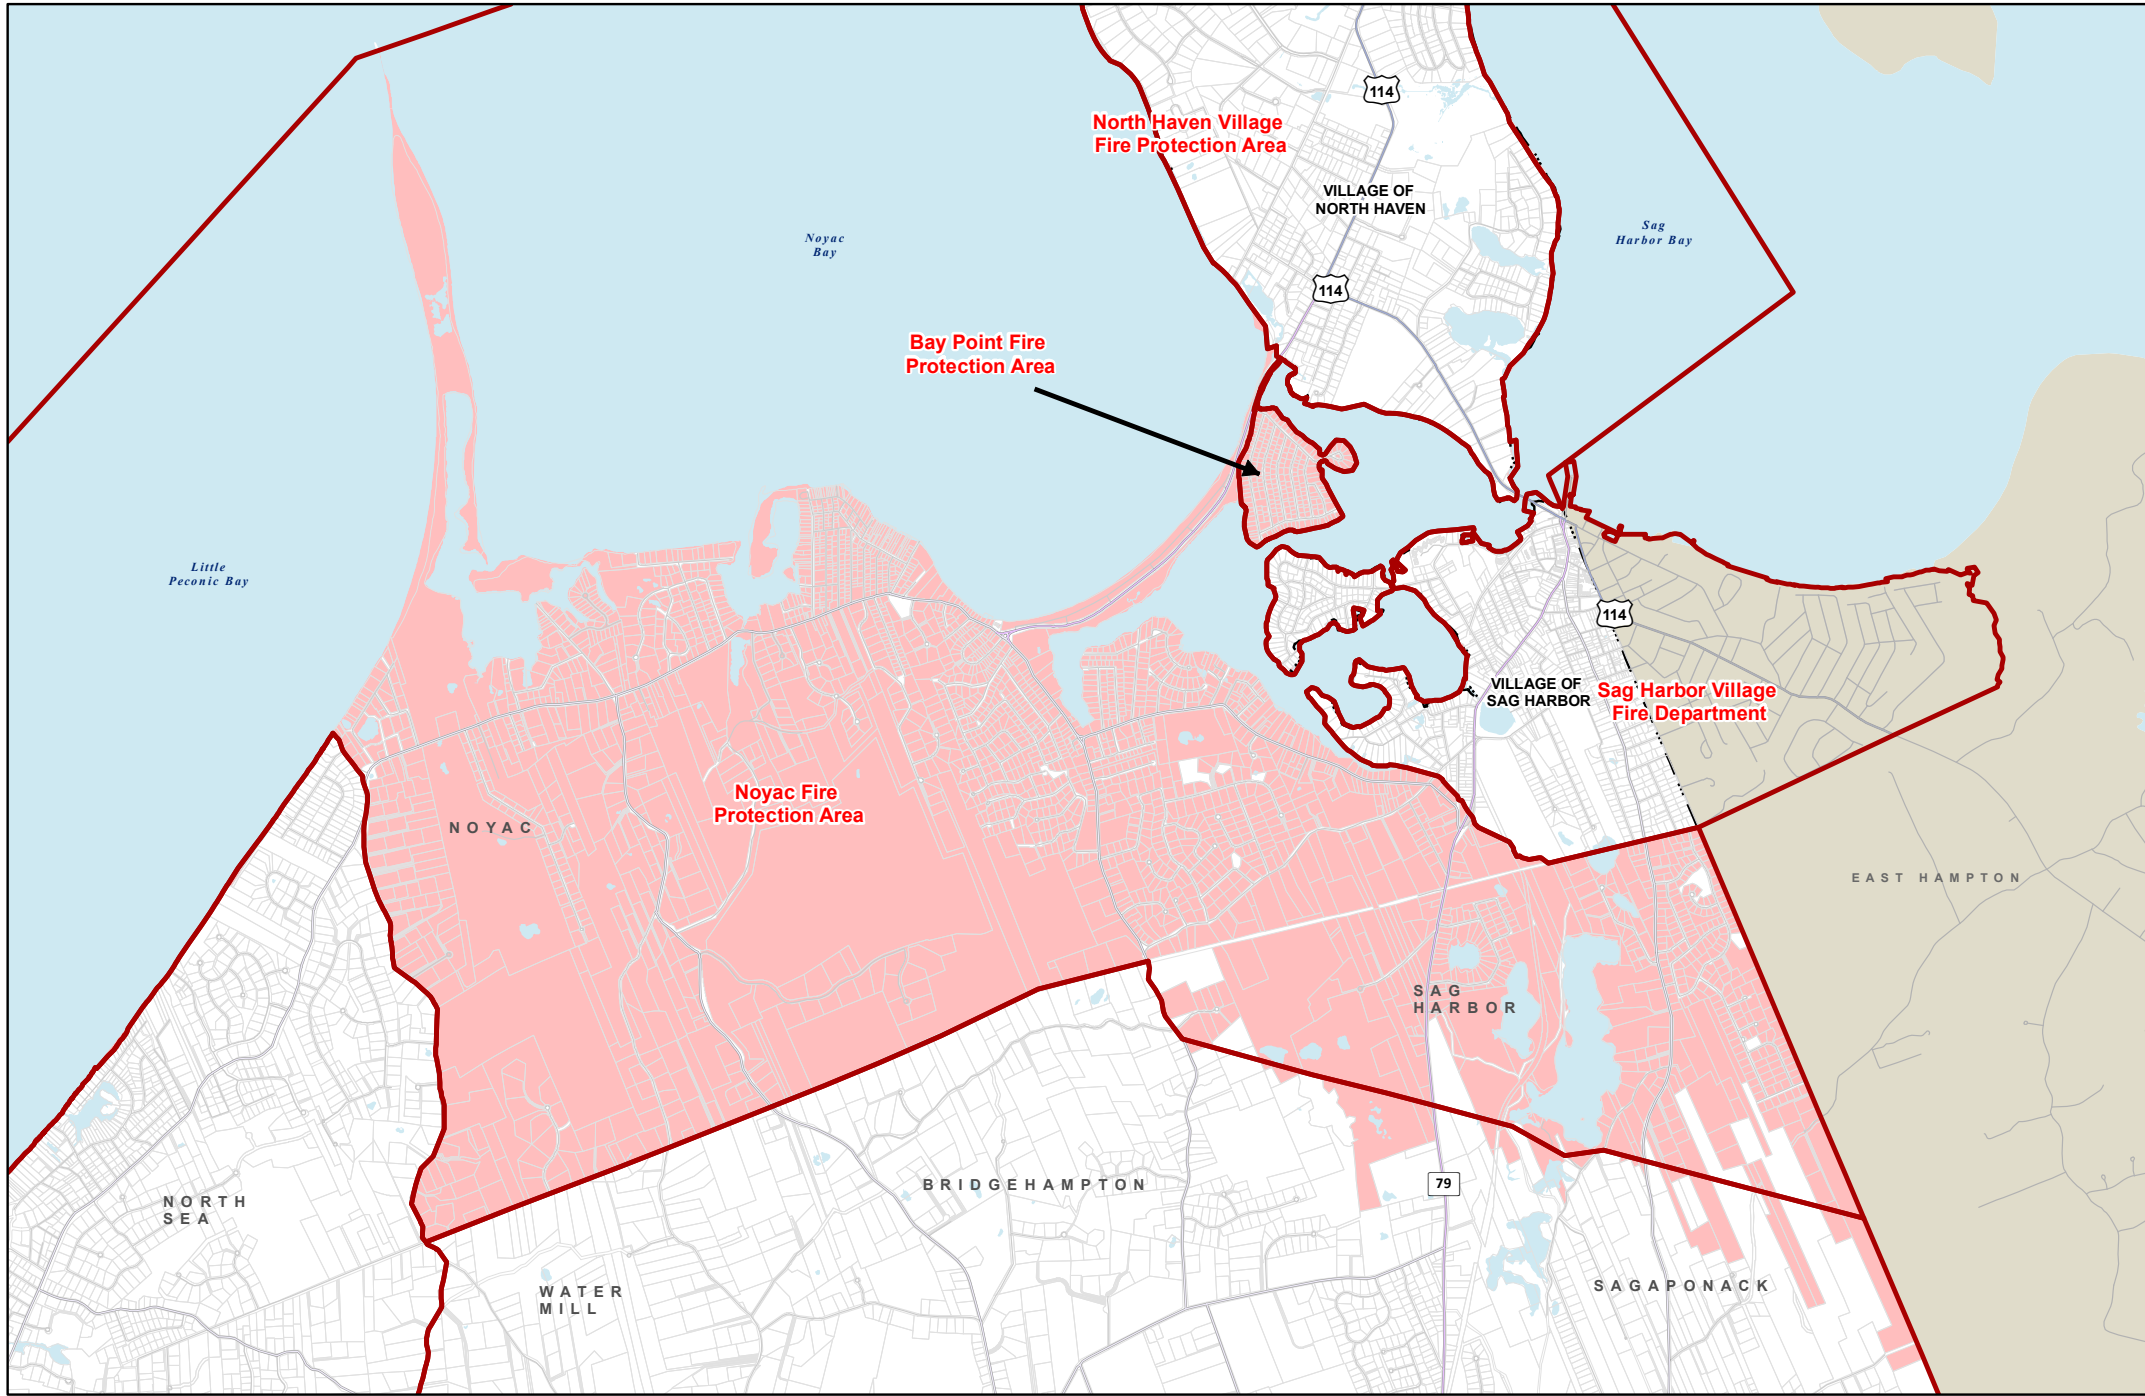 114
North Haven Village
Fire Protection Area
VILLAGE OF
NORTH HAVEN
Sag
Harbor Bay
Noyac
Bay
114
Bay Point Fire
Protection Area
Little
Peconic Bay
114
VILLAGE OF
SAG HARBOR
Sag Harbor Village
Fire Department
Noyac Fire
Protection Area
NOYAC
EAST HAMPTON
SAG
HARBOR
BRIDGEHAMPTON
79
NORTH
SEA
WATER
MILL
SAGAPONACK